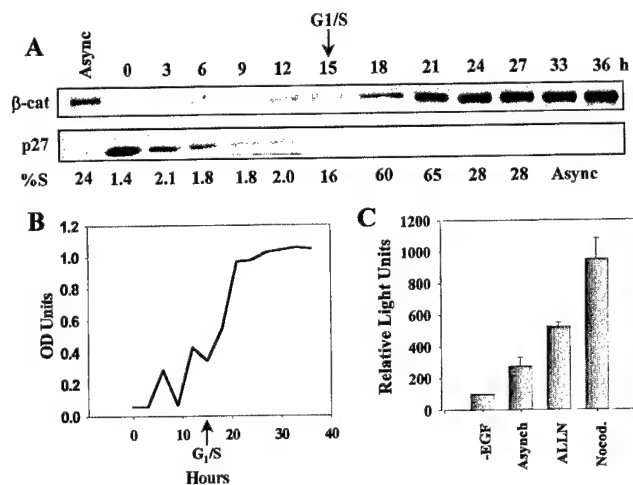 G1/S
A
Async 0 3 6 9 12 15 18 21 24 27 33 36 h
β-cat
p27
%S 24 1.4 2.1 1.8 1.8 2.0 16 60 65 28 28 Async
B
OD Units
1.2
1.0
0.8
0.6
0.4
0.2
0.0
0 10 20 30 40
G1/S
Hours
C
Relative Light Units
1200
1000
800
600
400
200
0
-EGF
Asynch
ALLN
Nocod.